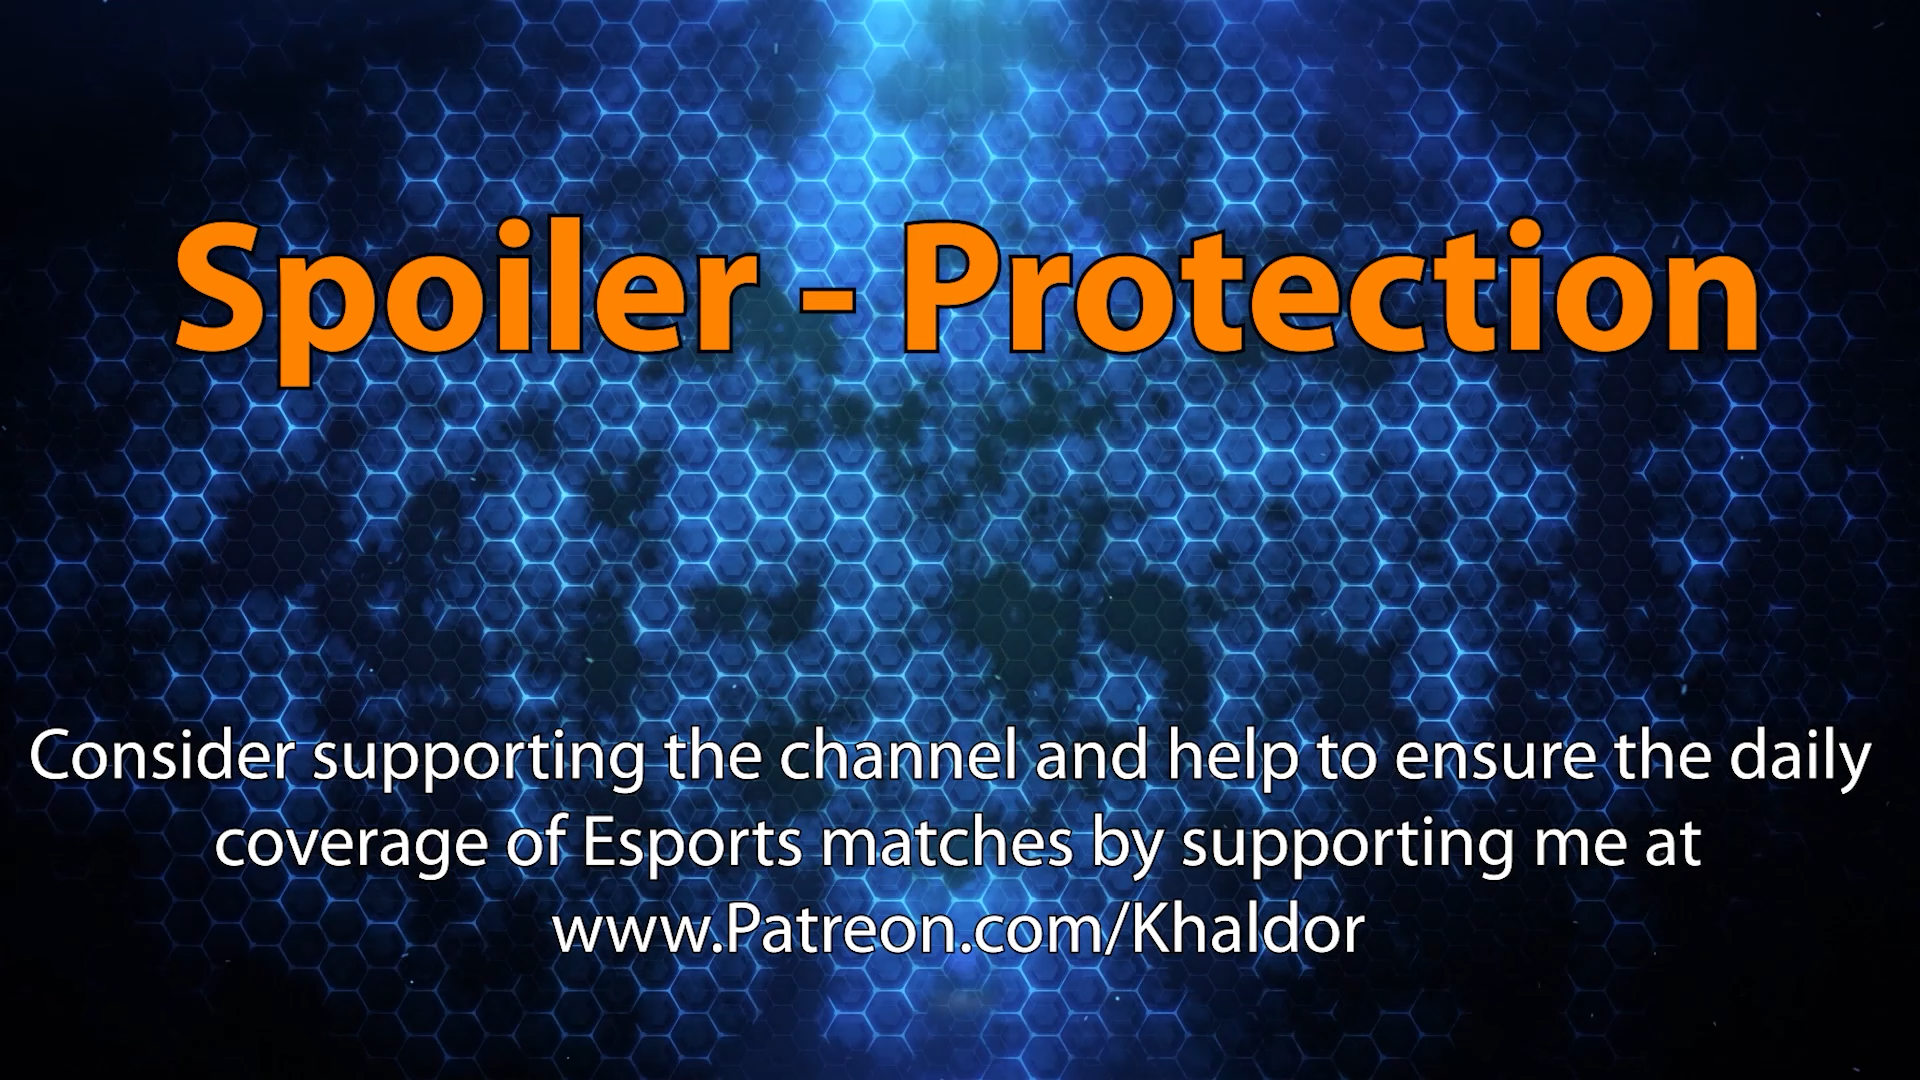 Spoiler - Protection
Consider supporting the channel and help to ensure the daily
coverage of Esports matches by supporting me at
www.Patreon.com/Khaldor